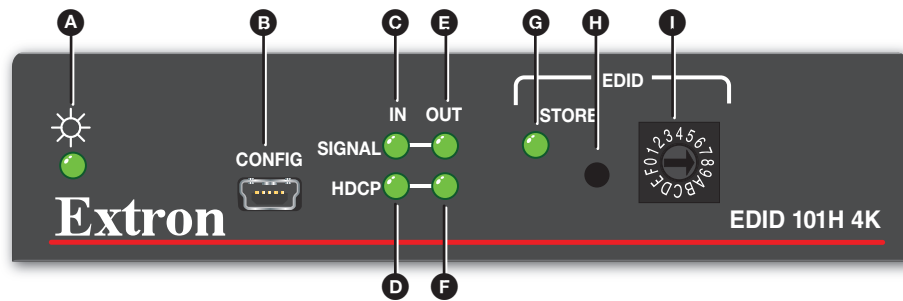 A B C E G H I
EDID
IN OUT STORE
SIGNAL
CONFIG
HDCP
0123456789ABCDEF
Extron
EDID 101H 4K
D F